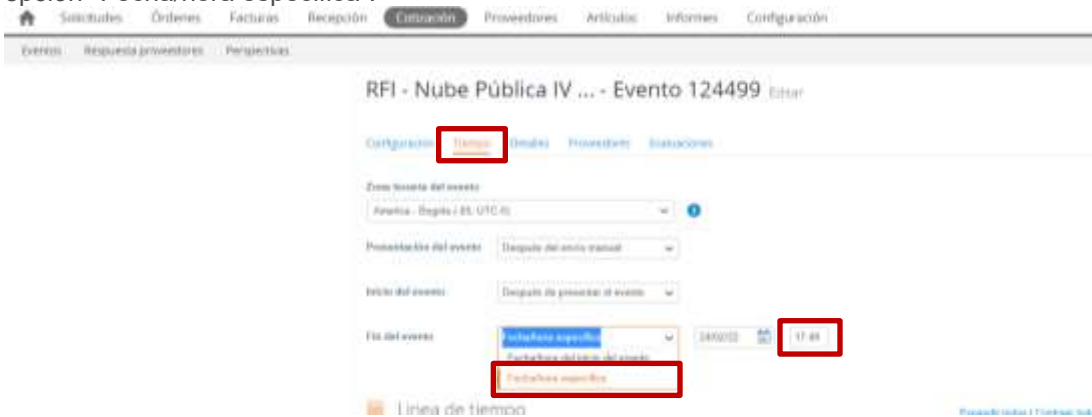 opción "Fecha/hora específica".
Solicitudes Órdenes Facturas Recepción Cotización Proveedores Artículos Informes Configuración
Eventos Respuesta proveedores Perspectivas
RFI - Nube Pública IV ... - Evento 124499 Editar
Configuración Tiempo Detalles Proveedores Evaluaciones
Zona horaria del evento
America - Bogota (-05, UTC-5)
Presentación del evento Después del envío manual
Inicio del evento Después de presentar el evento
Fin del evento Fecha/hora específica
Fecha/hora del inicio del evento
Fecha/hora específica
Línea de tiempo